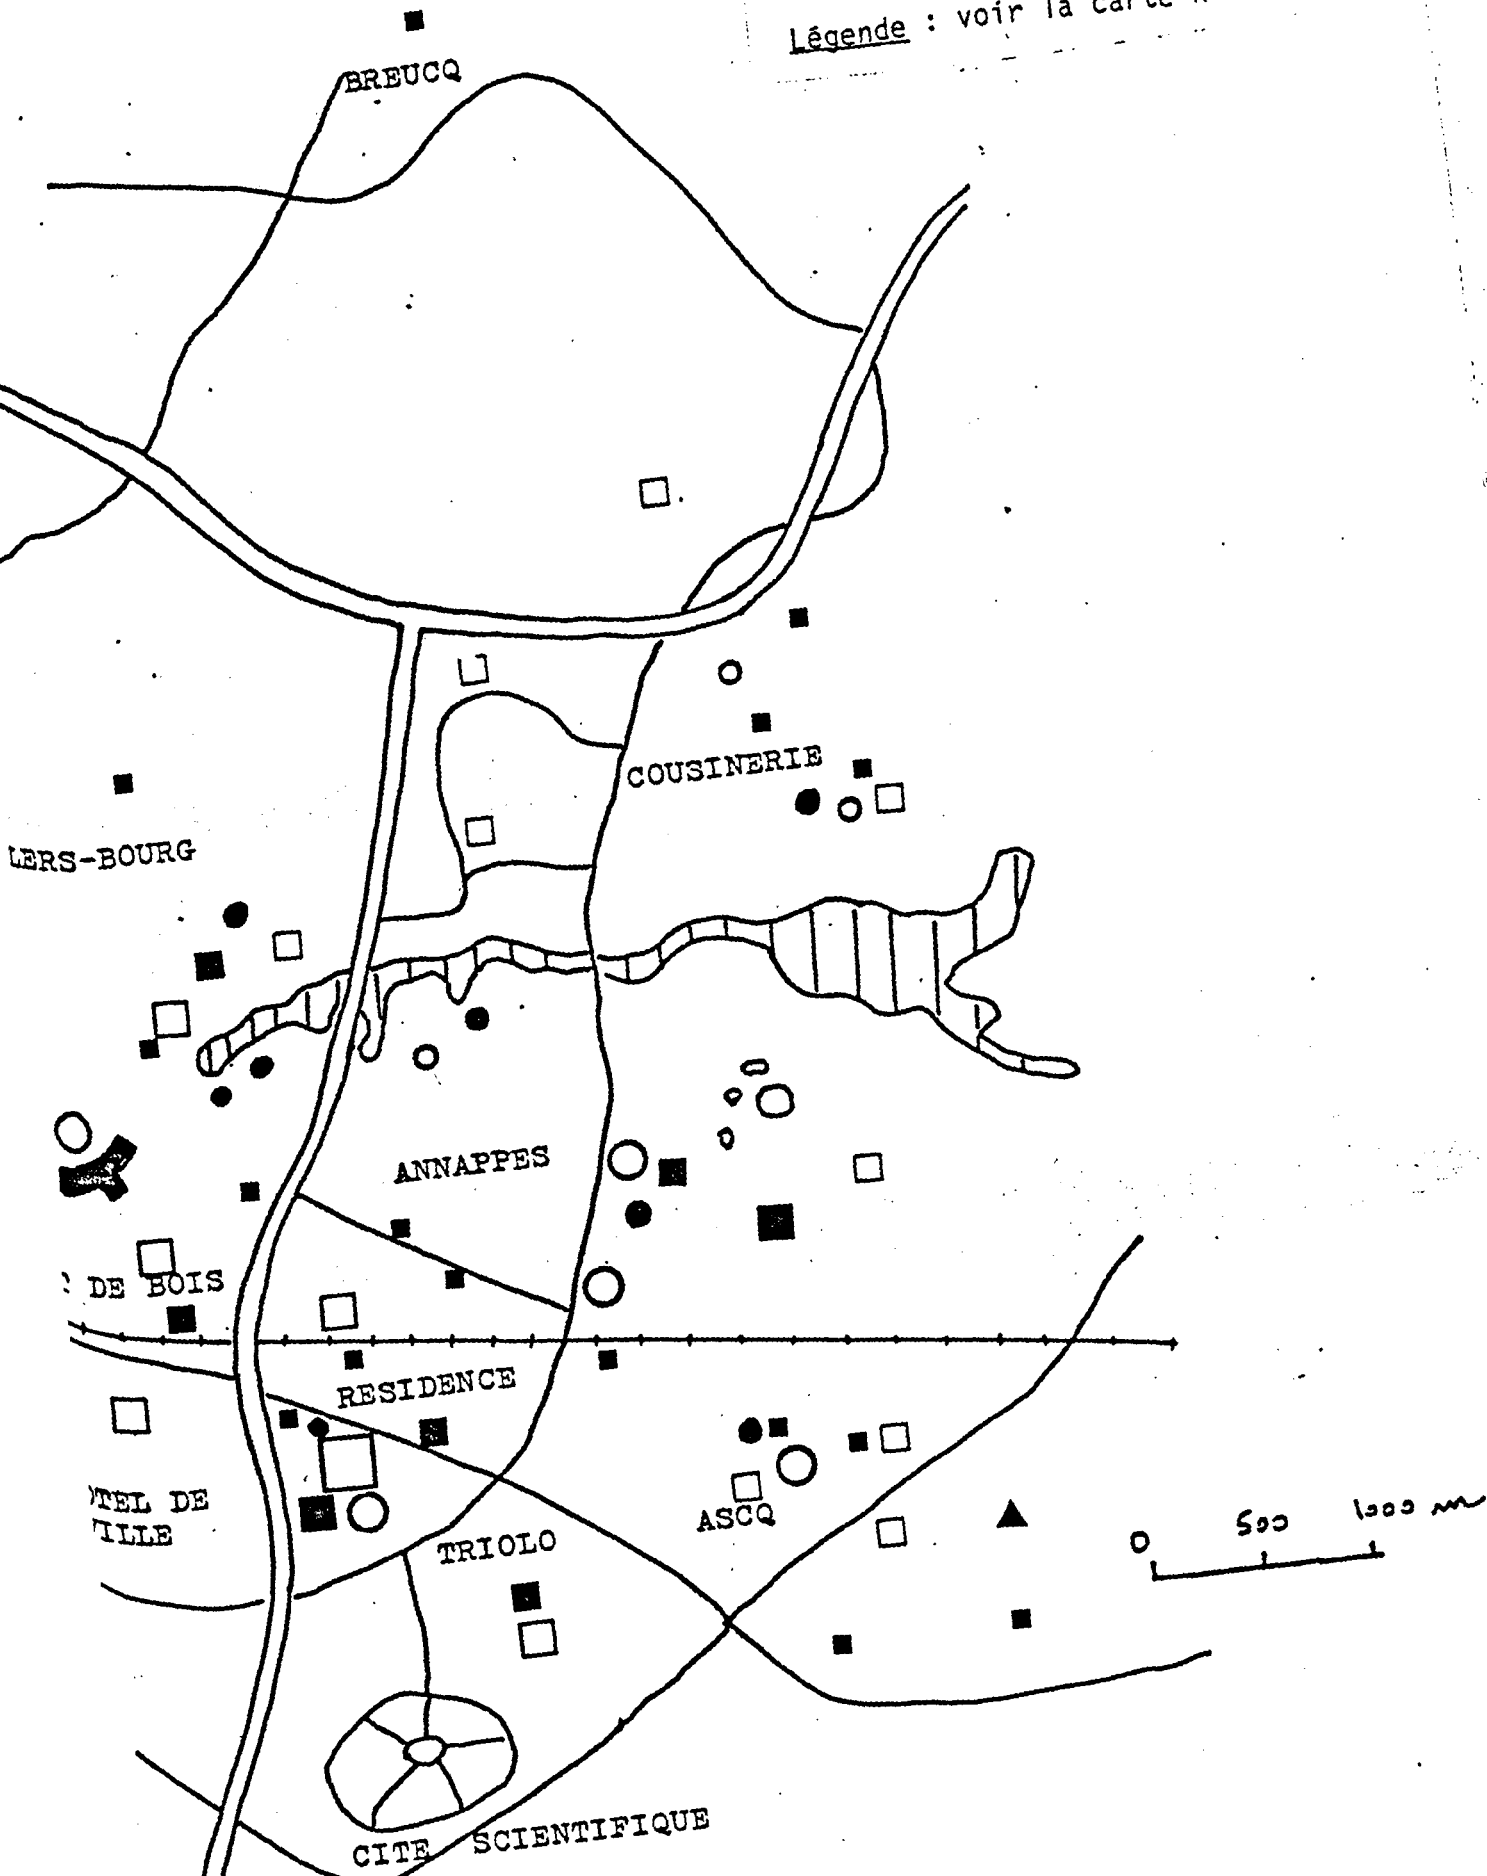 Légende : voir la carte
BREUCQ
COUSINERIE
LERS-BOURG
ANNAPPES
DE BOIS
RESIDENCE
TEL DE
ILLE
ASCQ
0 500 1000 m
TRIOLO
CITE SCIENTIFIQUE